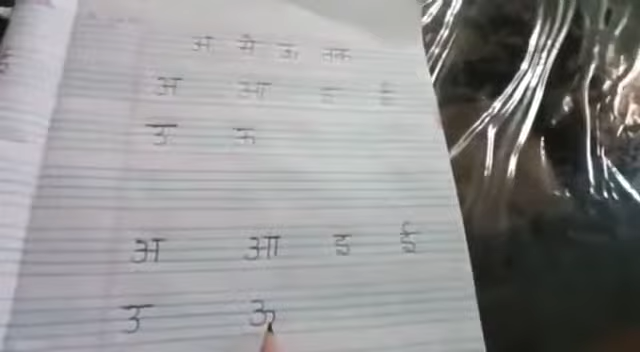 अ से ऊ तक
अ आ इ ई
उ ऊ
अ आ इ ई
उ ऊ